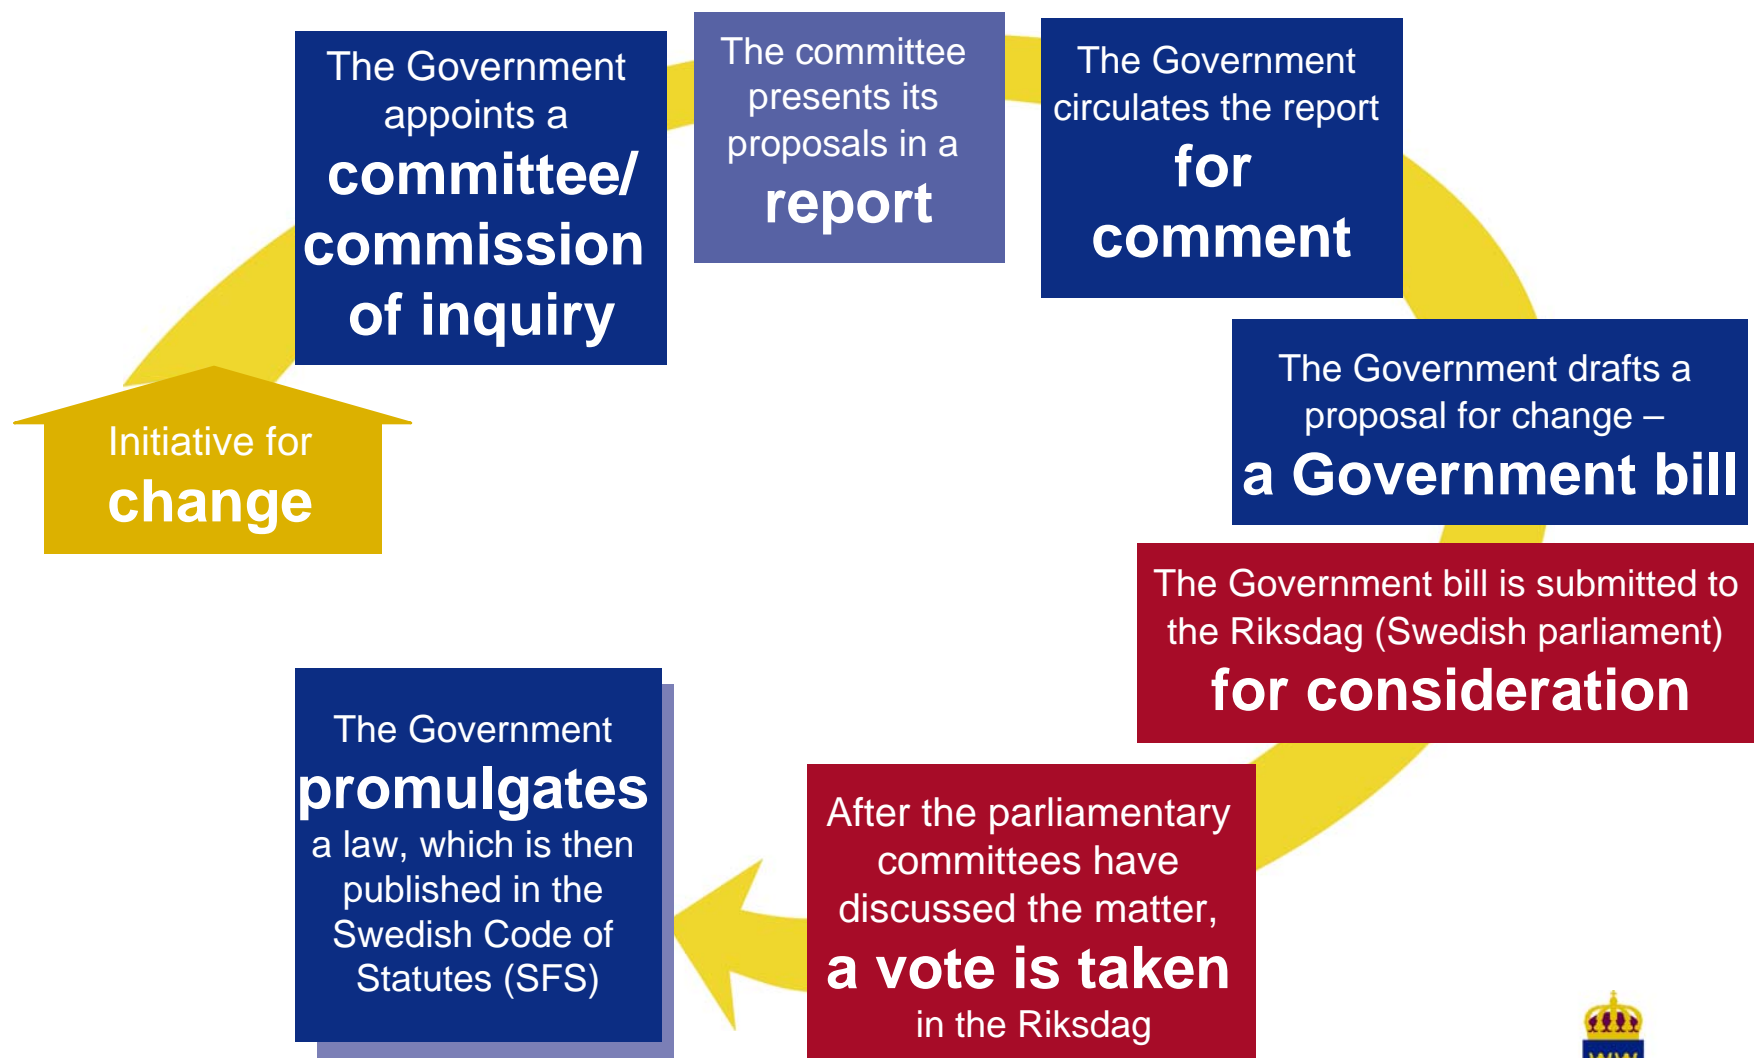 The Government
appoints a
committee/
commission
of inquiry
The committee
presents its
proposals in a
report
The Government
circulates the report
for
comment
Initiative for
change
The Government drafts a
proposal for change –
a Government bill
The Government bill is submitted to
the Riksdag (Swedish parliament)
for consideration
After the parliamentary
committees have
discussed the matter,
a vote is taken
in the Riksdag
The Government
promulgates
a law, which is then
published in the
Swedish Code of
Statutes (SFS)